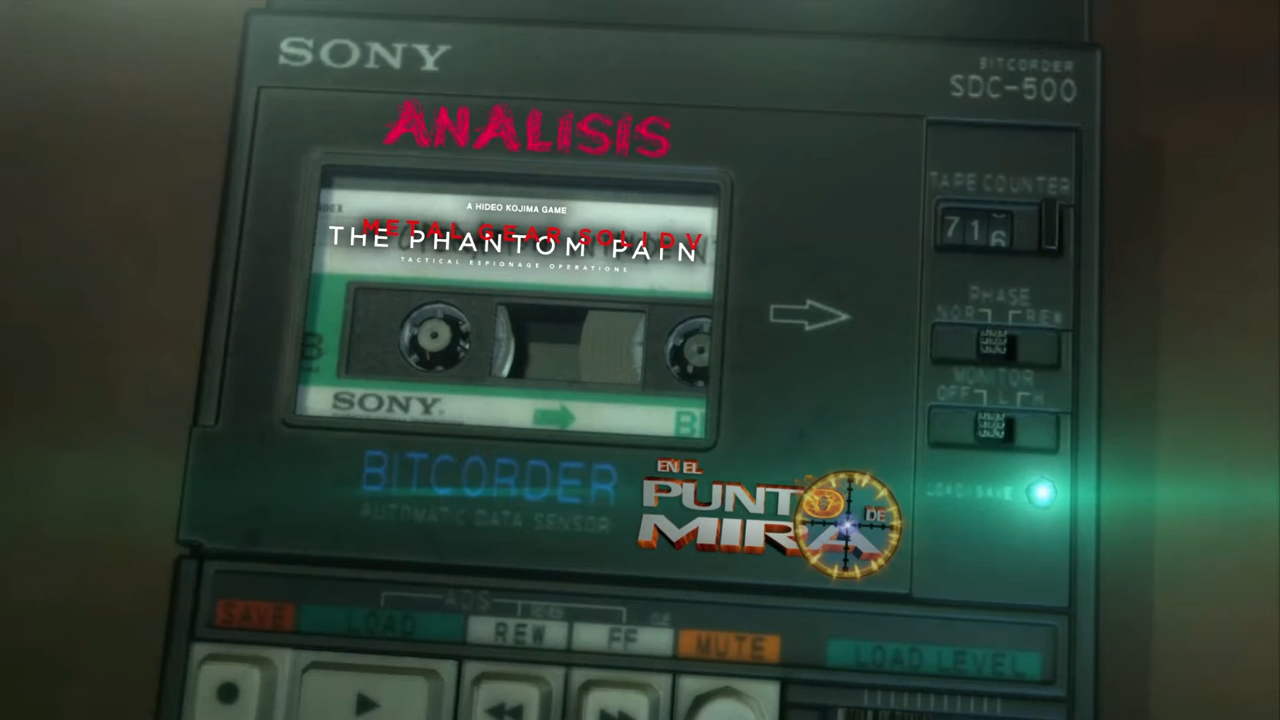 SONY
BITCORDER
SDC-500
ANALISIS
A HIDEO KOJIMA GAME
METAL GEAR SOLID V
THE PHANTOM PAIN
TACTICAL ESPIONAGE OPERATIONS
SONY
TAPE COUNTER
716
PHASE
NOR REW
MONITOR
OFF L H
LOAD/SAVE
BITCORDER
AUTOMATIC DATA SENSOR
EN EL
PUNTO
DE
MIRA
ADS
SAVE LOAD REW FF MUTE LOAD LEVEL